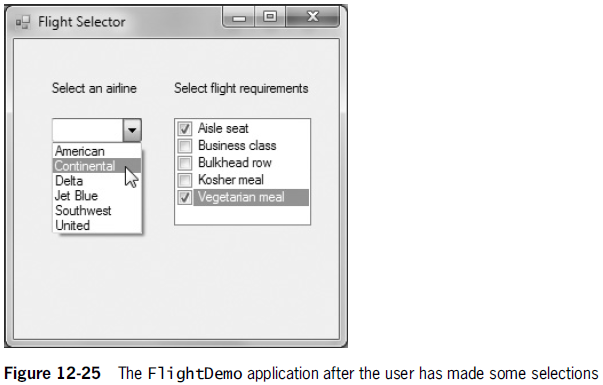 Flight Selector
Select an airline
Select flight requirements
American
Continental
Delta
Jet Blue
Southwest
United
Aisle seat
Business class
Bulkhead row
Kosher meal
Vegetarian meal
Figure 12-25 The FlightDemo application after the user has made some selections